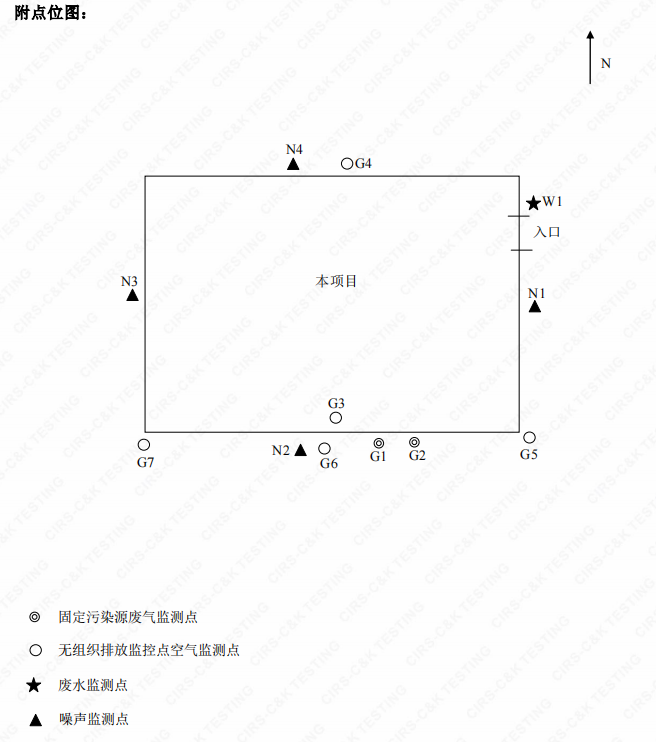 附点位图：
N
N4
G4
W1
入口
N3
本项目
N1
G3
N2
G6
G1
G2
G5
G7
固定污染源废气监测点
无组织排放监控点空气监测点
废水监测点
噪声监测点
CIRS-C&K TESTING